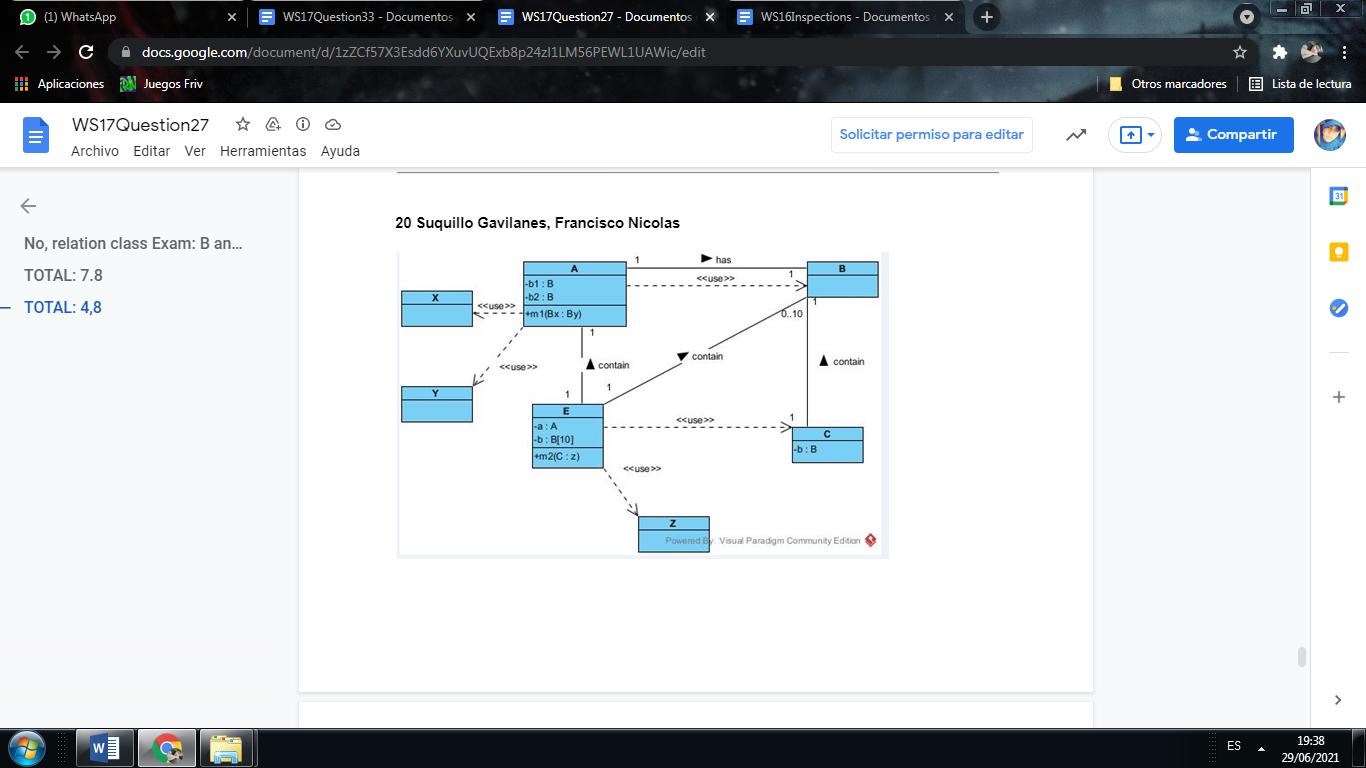 (1) WhatsApp
WS17Question33 - Documentos
WS17Question27 - Documentos
WS16Inspections - Documentos
docs.google.com/document/d/1zZCf57X3Esdd6YXuvUQExb8p24zI1LM56PEWL1UAWic/edit
Aplicaciones
Juegos Friv
Otros marcadores
Lista de lectura
WS17Question27
Archivo Editar Ver Herramientas Ayuda
Solicitar permiso para editar
Compartir
31
No, relation class Exam: B an...
TOTAL: 7.8
TOTAL: 4,8
20 Suquillo Gavilanes, Francisco Nicolas
A
-b1 : B
-b2 : B
+m1(Bx : By)
1
has
1
<<use>>
B
X
<<use>>
1
0..10
1
<<use>>
contain
contain
contain
Y
1
1
E
-a : A
-b : B[10]
+m2(C : z)
<<use>>
1
C
-b : B
<<use>>
Z
Powered By: Visual Paradigm Community Edition
W
ES
19:38
29/06/2021